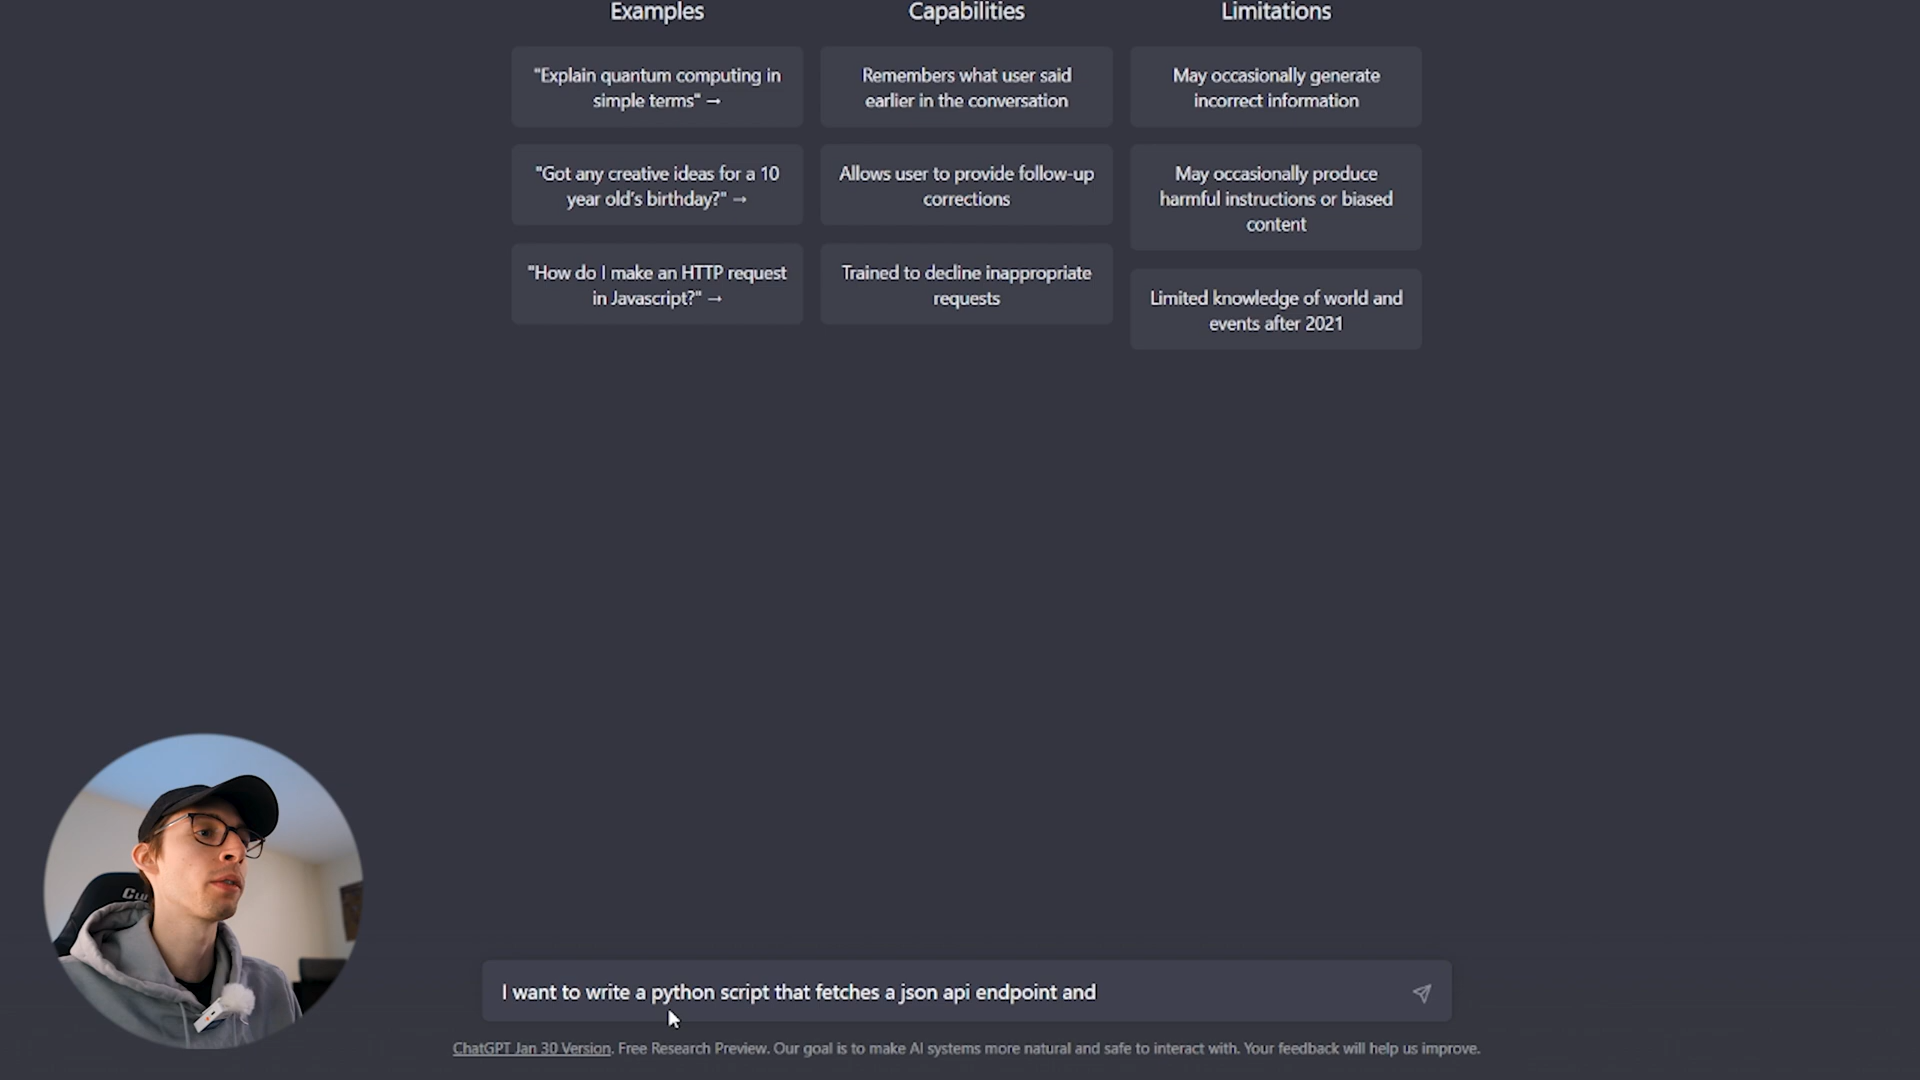 Examples
Capabilities
Limitations
"Explain quantum computing in
simple terms" →
Remembers what user said
earlier in the conversation
May occasionally generate
incorrect information
"Got any creative ideas for a 10
year old's birthday?" →
Allows user to provide follow-up
corrections
May occasionally produce
harmful instructions or biased
content
"How do I make an HTTP request
in Javascript?" →
Trained to decline inappropriate
requests
Limited knowledge of world and
events after 2021
I want to write a python script that fetches a json api endpoint and
ChatGPT Jan 30 Version. Free Research Preview. Our goal is to make AI systems more natural and safe to interact with. Your feedback will help us improve.